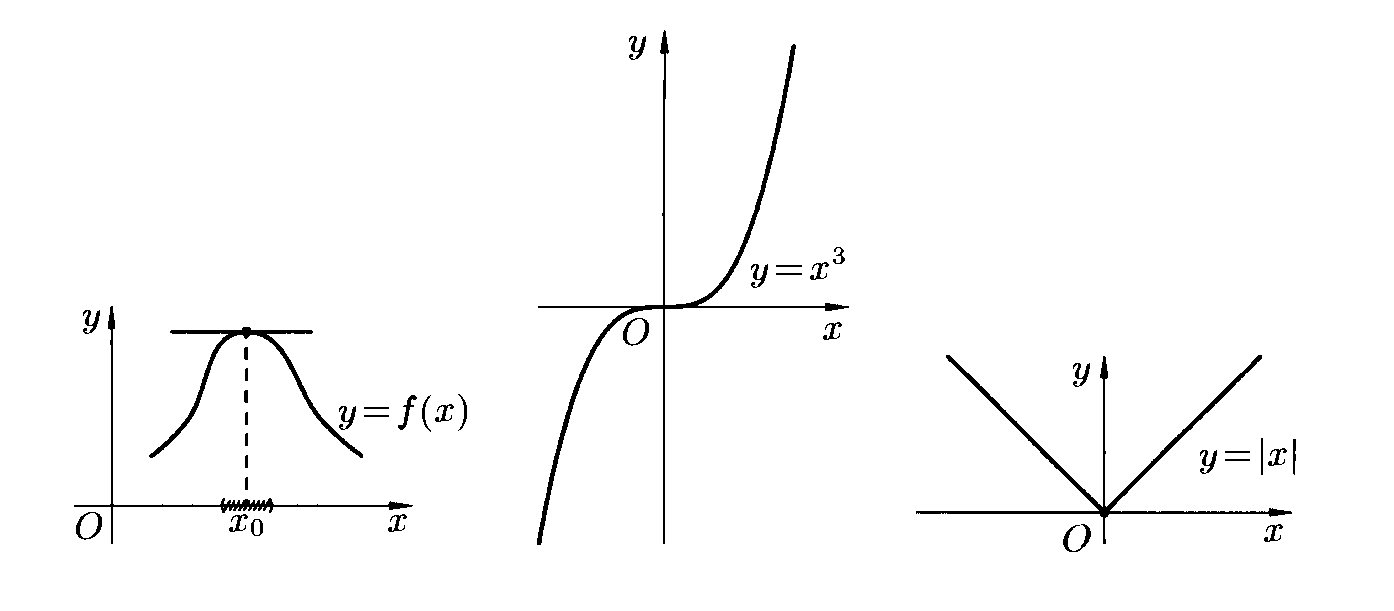 y
y = f(x)
O
x₀
x
y
y = x³
O
x
y
y = |x|
O
x